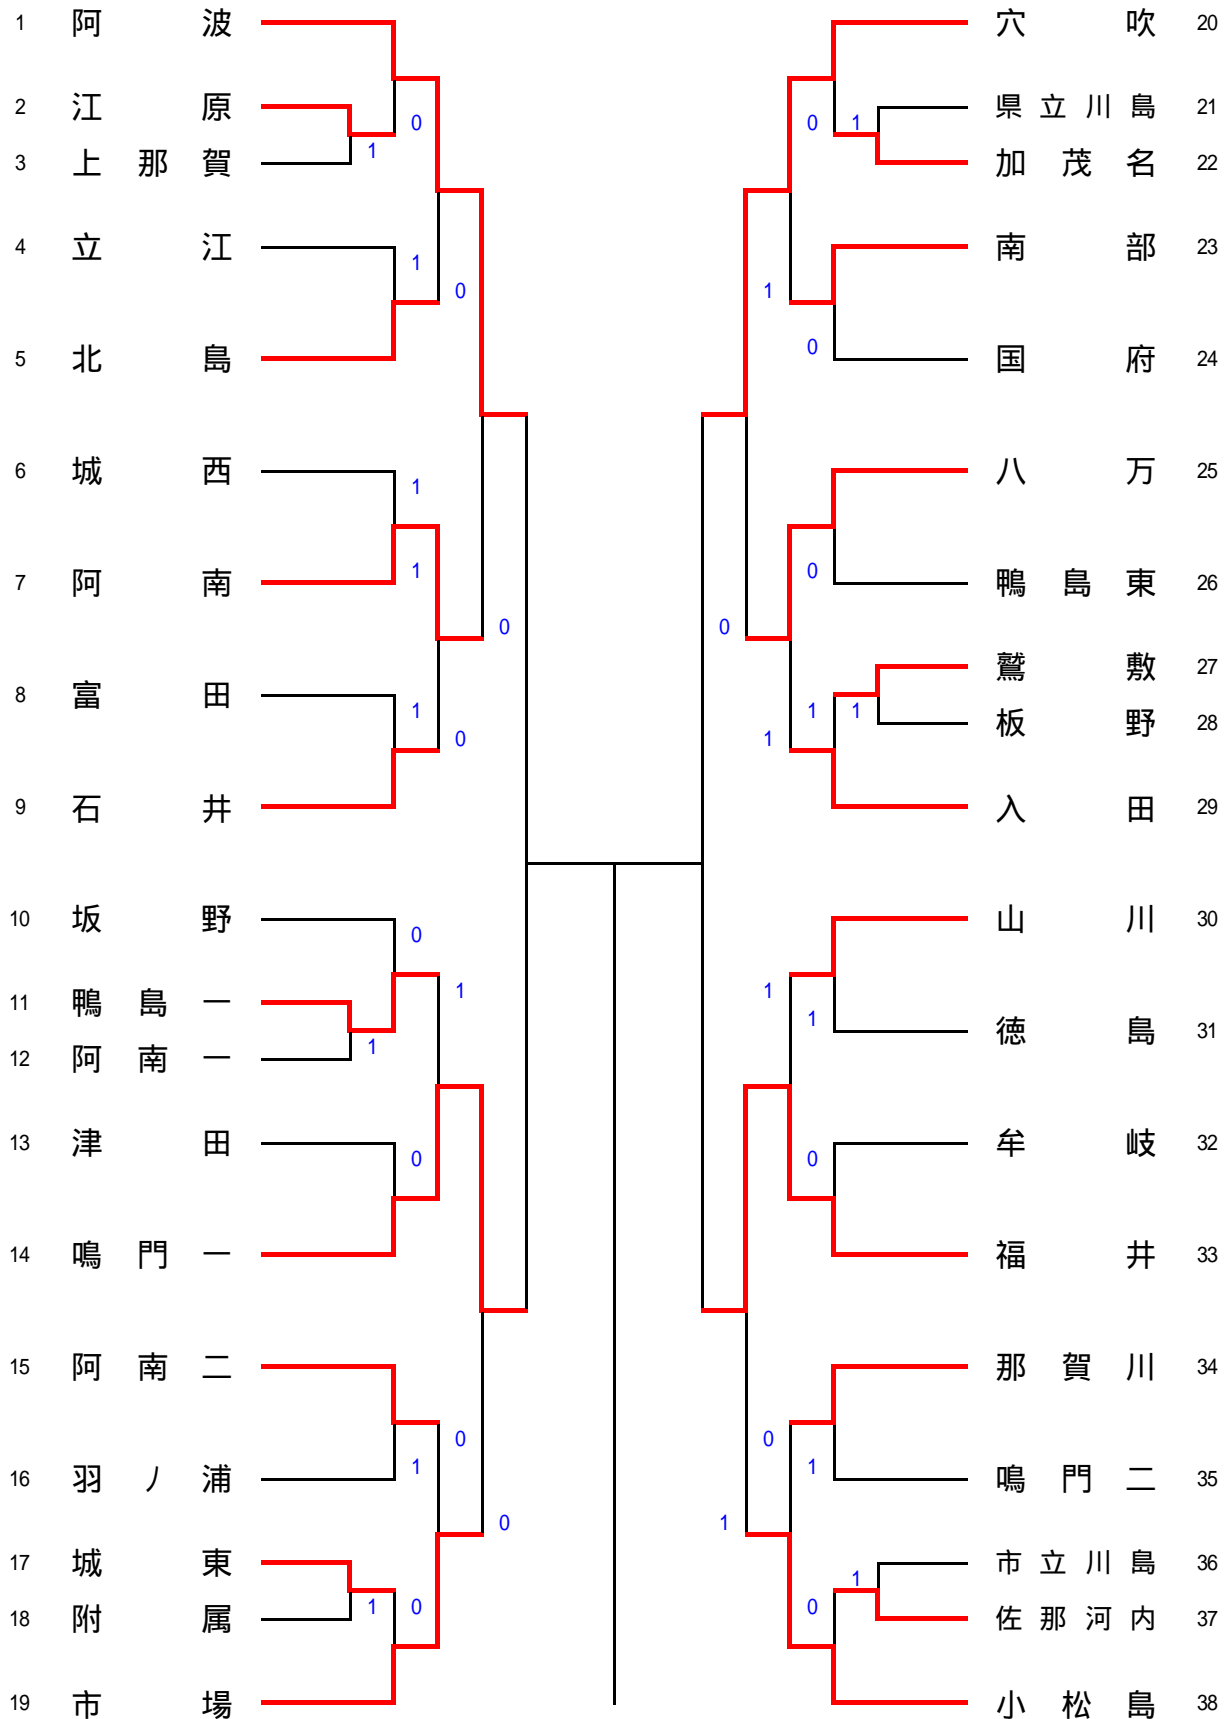 1 阿波
2 江原
3 上那賀
4 立江
5 北島
6 城西
7 阿南
8 富田
9 石井
10 坂野
11 鴨島一
12 阿南一
13 津田
14 鳴門一
15 阿南二
16 羽ノ浦
17 城東
18 附属
19 市場
0
1
1
0
1
1
0
1
0
0
1
1
0
0
1
0
1
0
穴吹 20
県立川島 21
加茂名 22
南部 23
国府 24
八万 25
鴨島東 26
鷲敷 27
板野 28
入田 29
山川 30
徳島 31
牟岐 32
福井 33
那賀川 34
鳴門二 35
市立川島 36
佐那河内 37
小松島 38
0 1
1
0
0
0
1 1
1
1
1
0
0
1
1
1
0